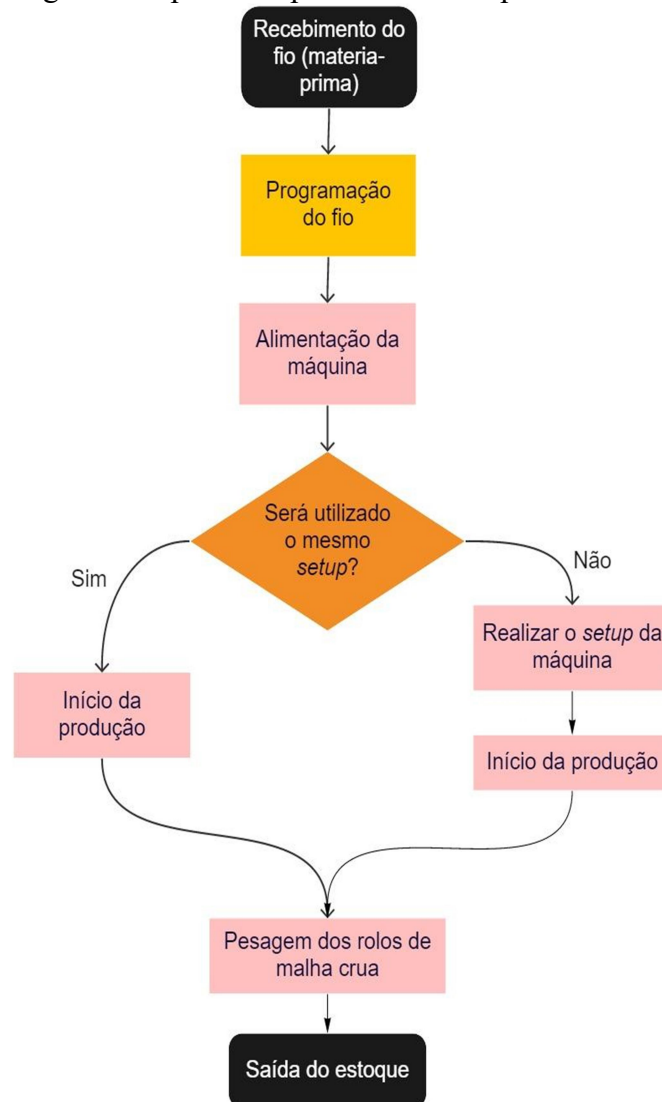 Recebimento do
fio (materia-
prima)
Programação
do fio
Alimentação da
máquina
Será utilizado
o mesmo
setup?
Sim
Não
Realizar o setup da
máquina
Início da
produção
Início da produção
Pesagem dos rolos de
malha crua
Saída do estoque